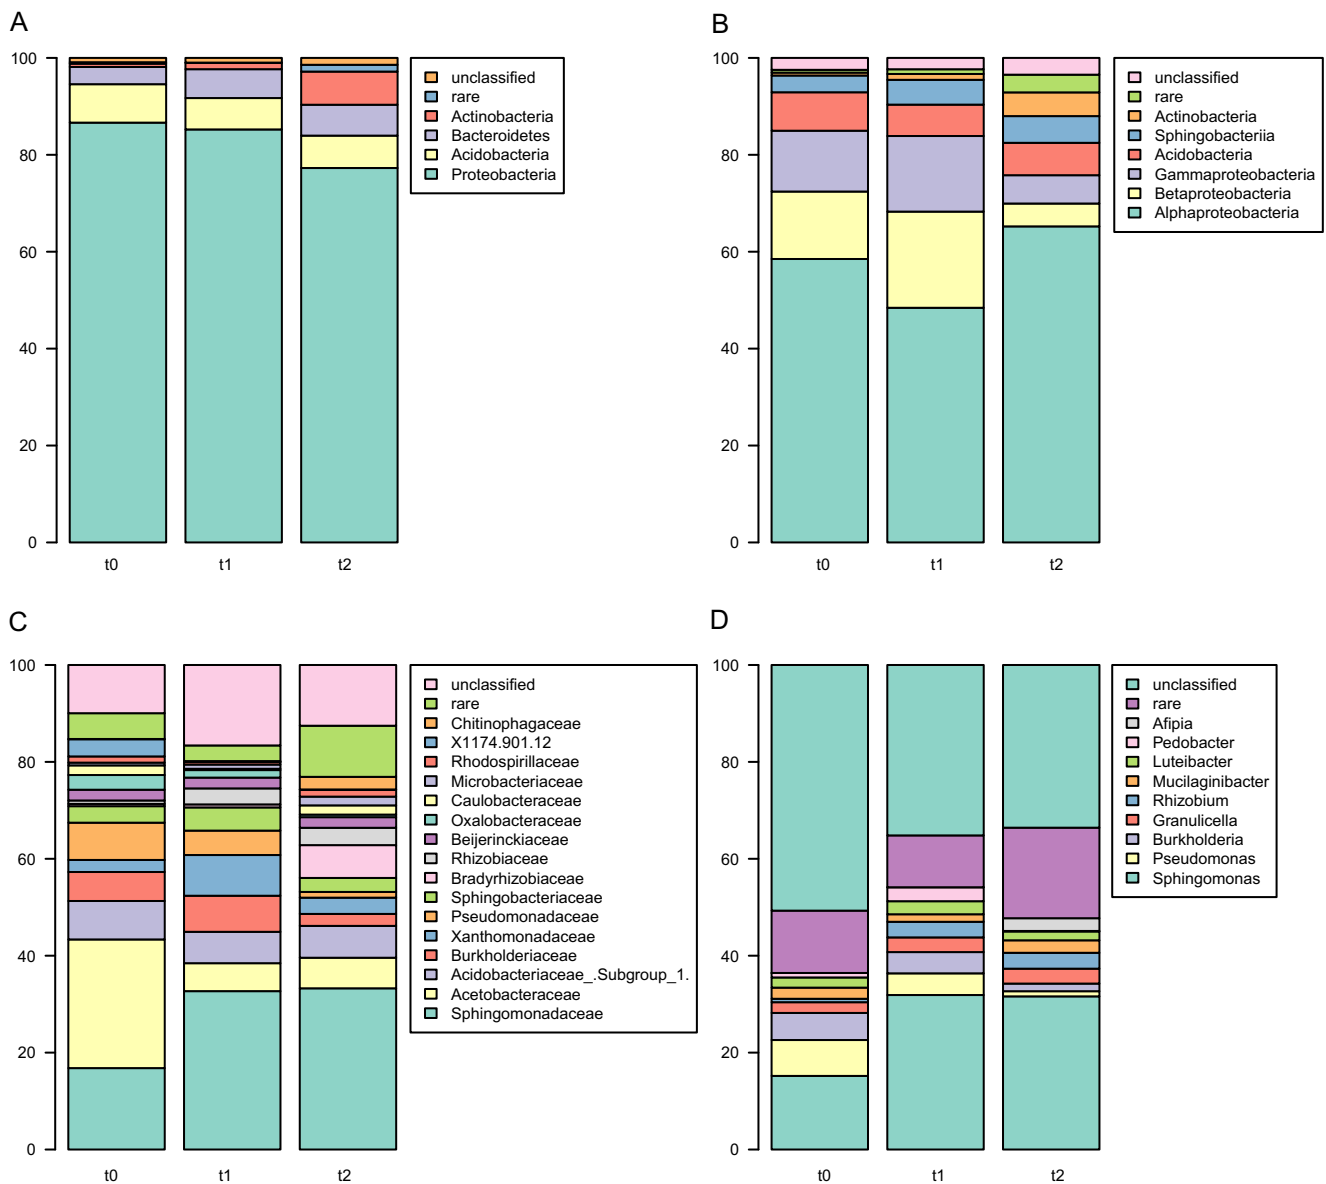 A
100
80
60
40
20
0
t0
t1
t2
unclassified
rare
Actinobacteria
Bacteroidetes
Acidobacteria
Proteobacteria
B
100
80
60
40
20
0
t0
t1
t2
unclassified
rare
Actinobacteria
Sphingobacteriia
Acidobacteria
Gammaproteobacteria
Betaproteobacteria
Alphaproteobacteria
C
100
80
60
40
20
0
t0
t1
t2
unclassified
rare
Chitinophagaceae
X1174.901.12
Rhodospirillaceae
Microbacteriaceae
Caulobacteraceae
Oxalobacteraceae
Beijerinckiaceae
Rhizobiaceae
Bradyrhizobiaceae
Sphingobacteriaceae
Pseudomonadaceae
Xanthomonadaceae
Burkholderiaceae
Acidobacteriaceae_.Subgroup_1.
Acetobacteraceae
Sphingomonadaceae
D
100
80
60
40
20
0
t0
t1
t2
unclassified
rare
Afipia
Pedobacter
Luteibacter
Mucilaginibacter
Rhizobium
Granulicella
Burkholderia
Pseudomonas
Sphingomonas